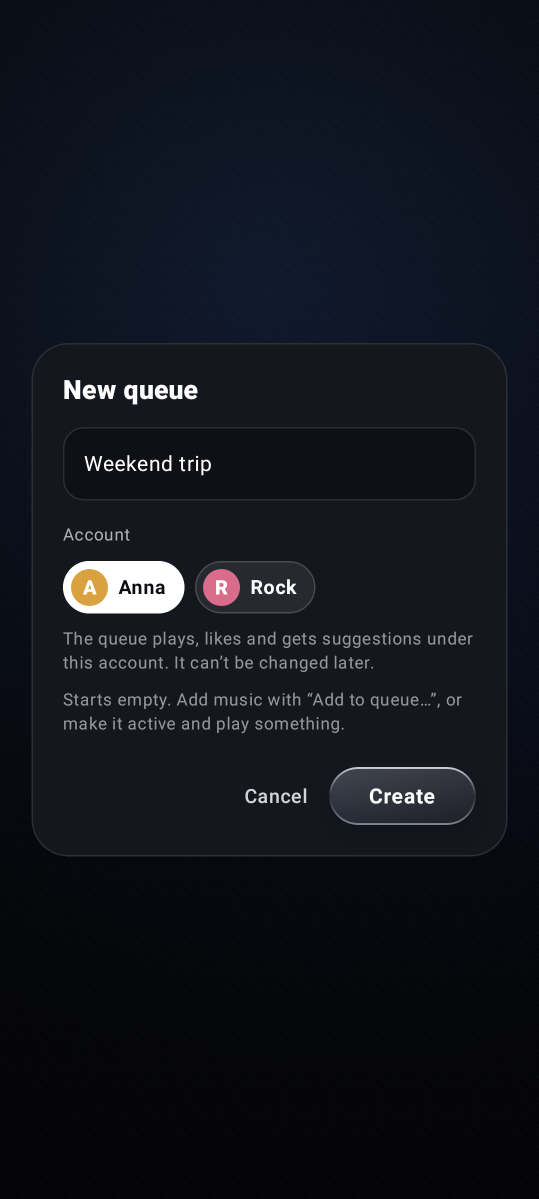 New queue
Weekend trip
Account
A Anna R Rock
The queue plays, likes and gets suggestions under
this account. It can’t be changed later.
Starts empty. Add music with “Add to queue…”, or
make it active and play something.
Cancel Create